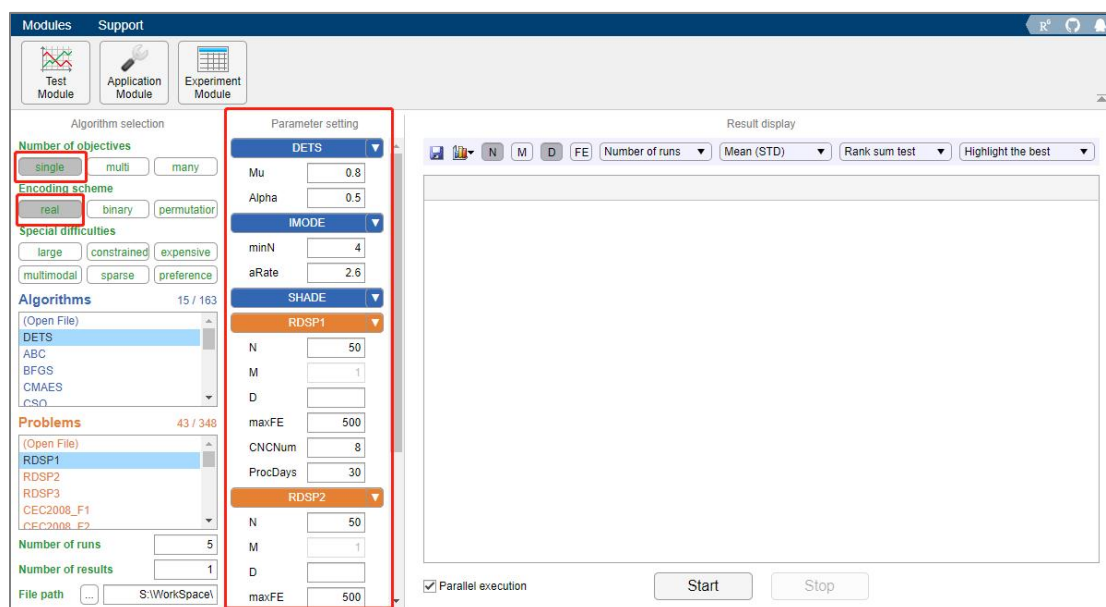 Modules Support
R⁶
Test Module
Application Module
Experiment Module
Algorithm selection
Number of objectives
single multi many
Encoding scheme
real binary permutation
Special difficulties
large constrained expensive
multimodal sparse preference
Algorithms 15 / 163
(Open File)
DETS
ABC
BFGS
CMAES
CSO
Problems 43 / 348
(Open File)
RDSP1
RDSP2
RDSP3
CEC2008_F1
CEC2008_F2
Number of runs 5
Number of results 1
File path ... S:\WorkSpace\
Parameter setting
DETS
Mu 0.8
Alpha 0.5
IMODE
minN 4
aRate 2.6
SHADE
RDSP1
N 50
M 1
D
maxFE 500
CNCNum 8
ProcDays 30
RDSP2
N 50
M 1
D
maxFE 500
Result display
N M D FE Number of runs Mean (STD) Rank sum test Highlight the best
Parallel execution Start Stop